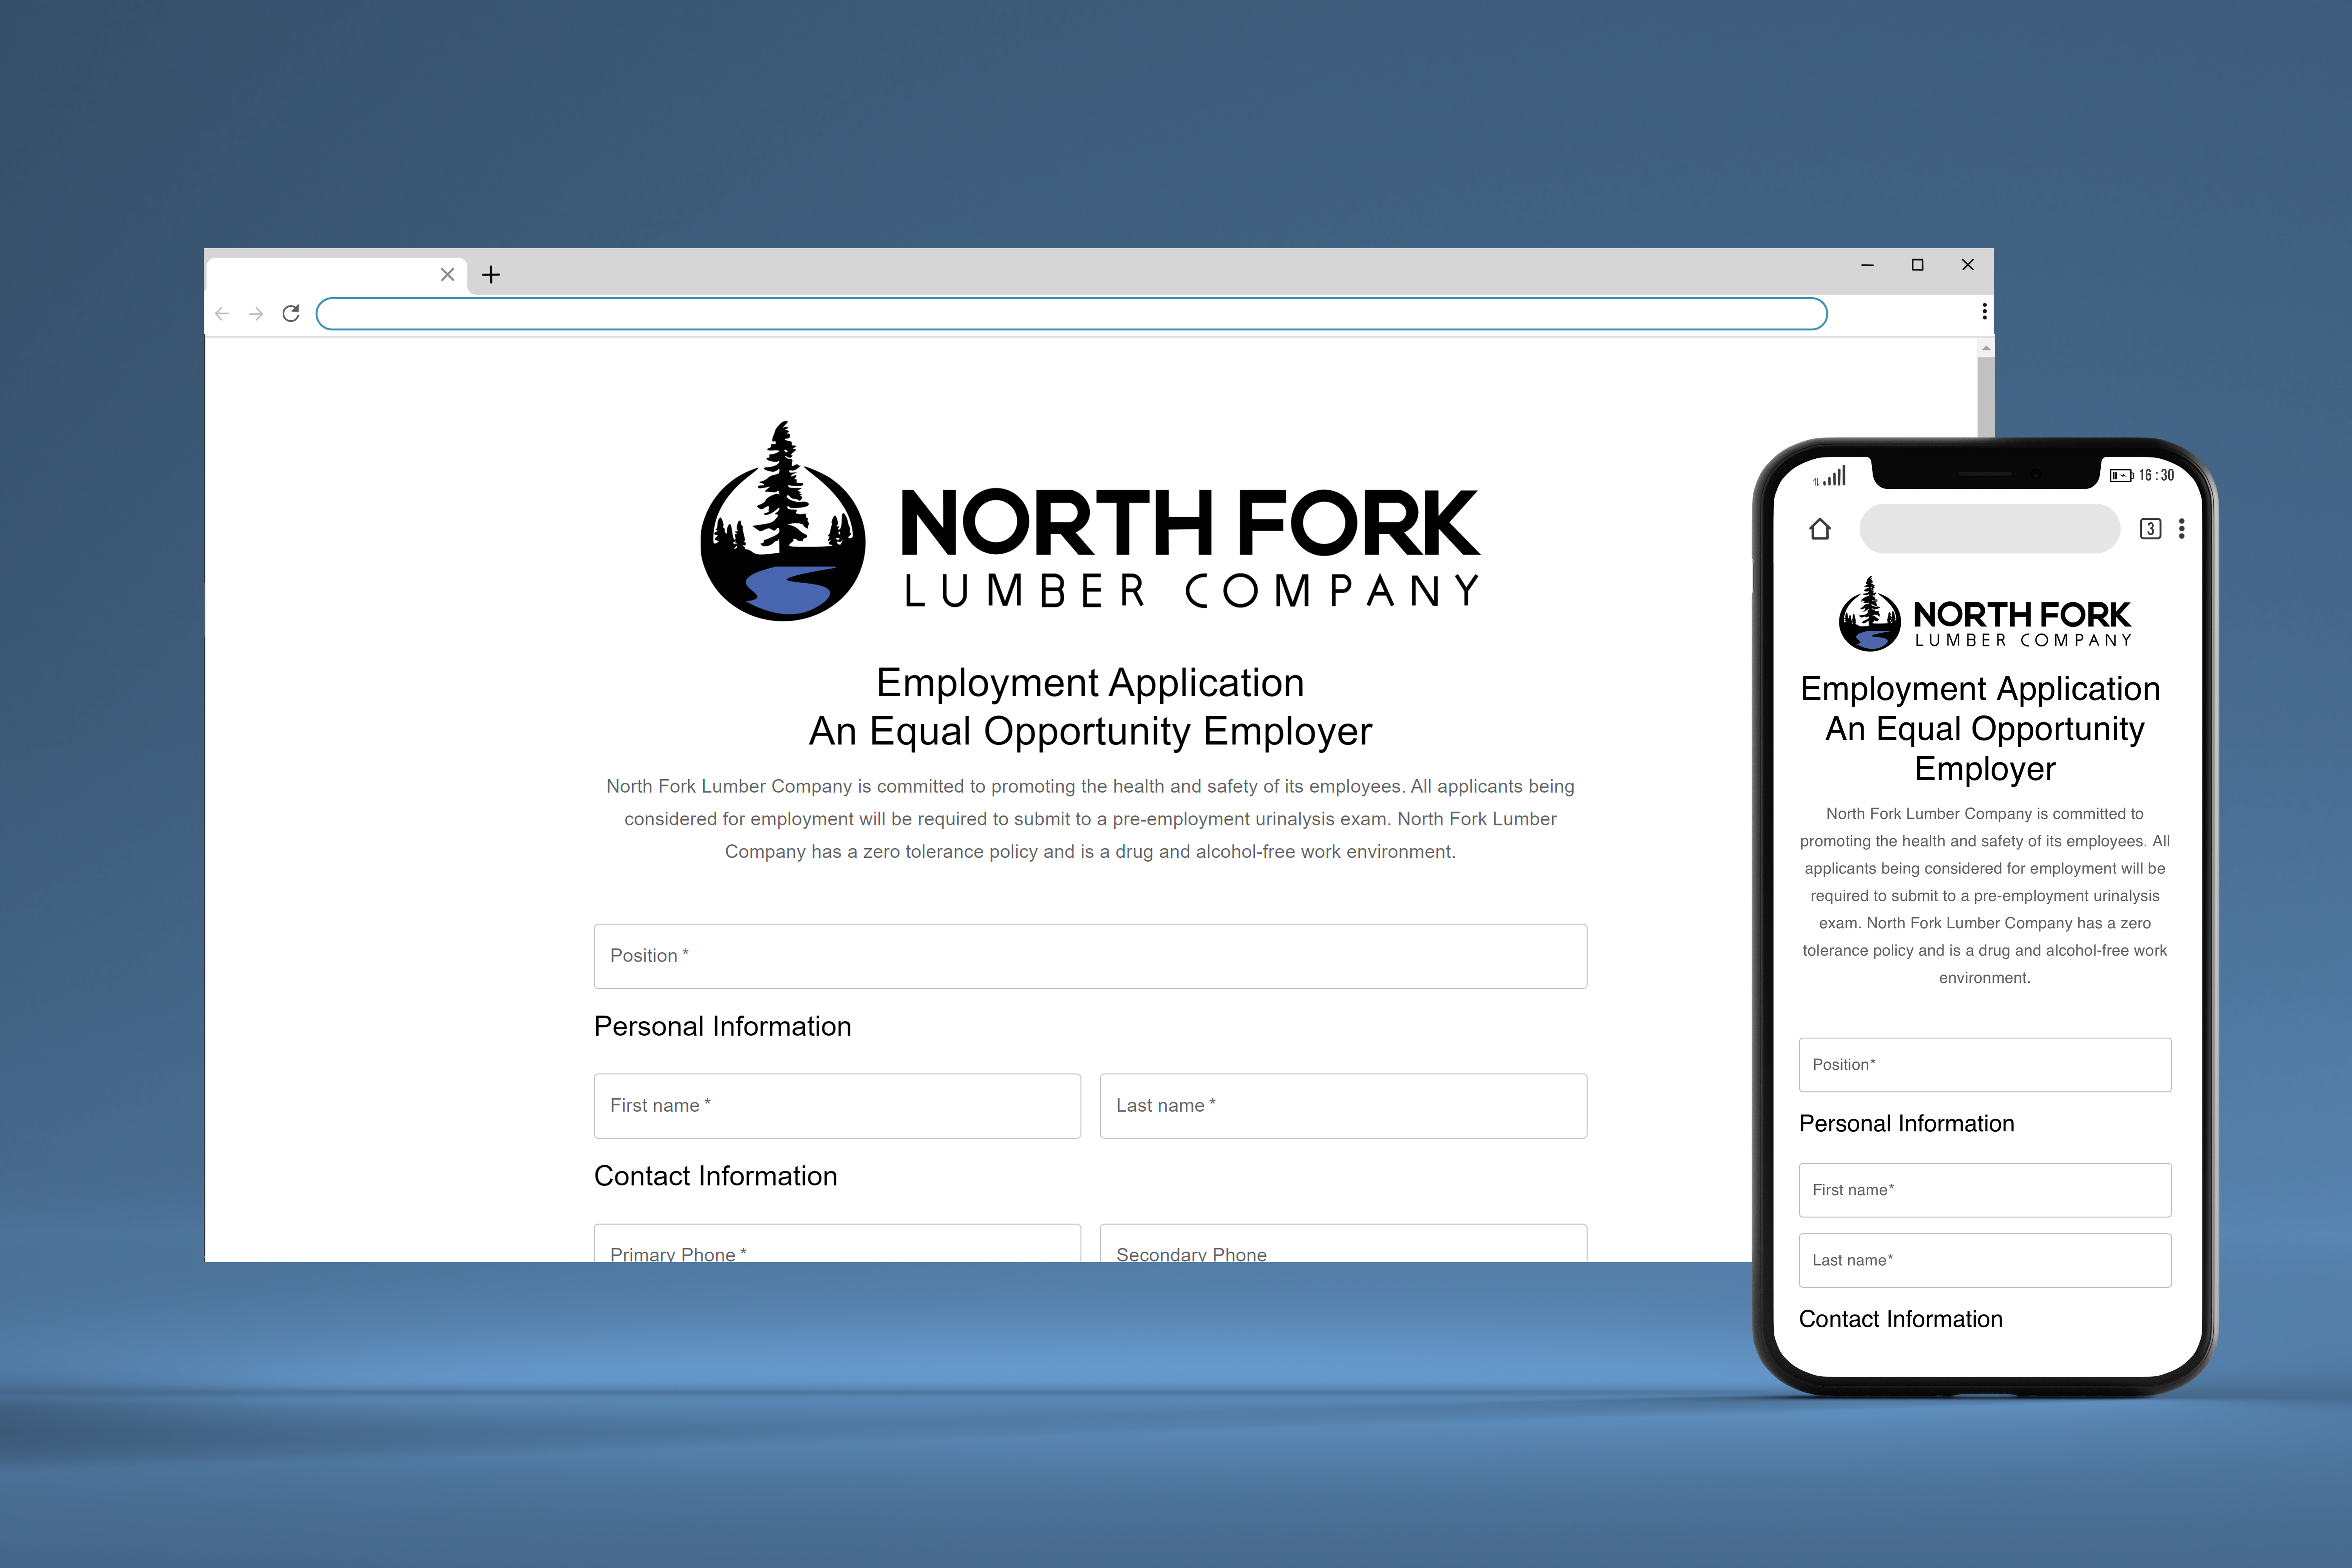 NORTH FORK
LUMBER COMPANY
Employment Application
An Equal Opportunity Employer
North Fork Lumber Company is committed to promoting the health and safety of its employees. All applicants being
considered for employment will be required to submit to a pre-employment urinalysis exam. North Fork Lumber
Company has a zero tolerance policy and is a drug and alcohol-free work environment.
Position *
Personal Information
First name *
Last name *
Contact Information
Primary Phone *
Secondary Phone
16:30
3
NORTH FORK
LUMBER COMPANY
Employment Application
An Equal Opportunity
Employer
North Fork Lumber Company is committed to
promoting the health and safety of its employees. All
applicants being considered for employment will be
required to submit to a pre-employment urinalysis
exam. North Fork Lumber Company has a zero
tolerance policy and is a drug and alcohol-free work
environment.
Position*
Personal Information
First name*
Last name*
Contact Information